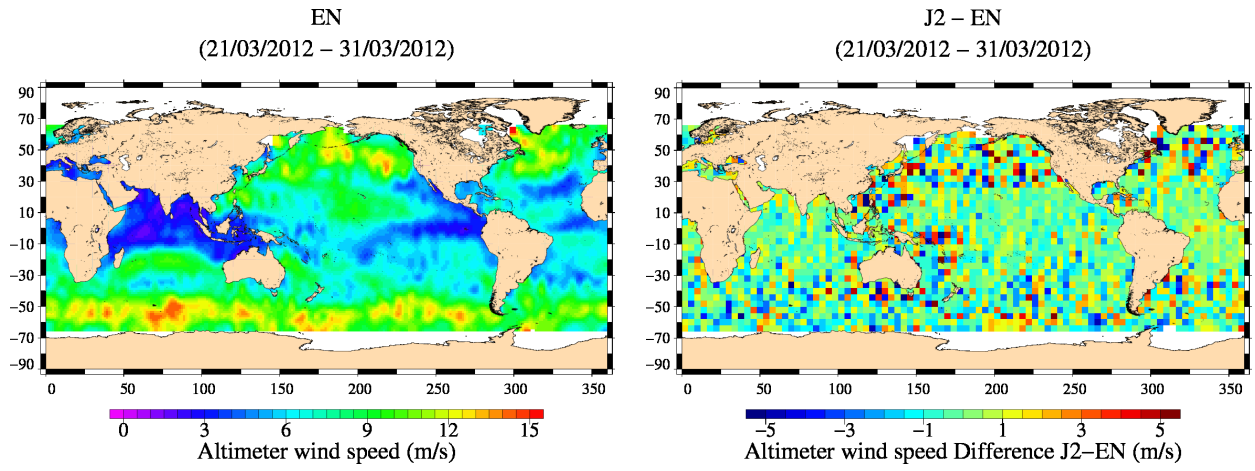 EN
(21/03/2012 – 31/03/2012)
90
70
50
30
10
−10
−30
−50
−70
−90
0 50 100 150 200 250 300 350
0 3 6 9 12 15
Altimeter wind speed (m/s)
J2 – EN
(21/03/2012 – 31/03/2012)
90
70
50
30
10
−10
−30
−50
−70
−90
0 50 100 150 200 250 300 350
−5 −3 −1 1 3 5
Altimeter wind speed Difference J2−EN (m/s)